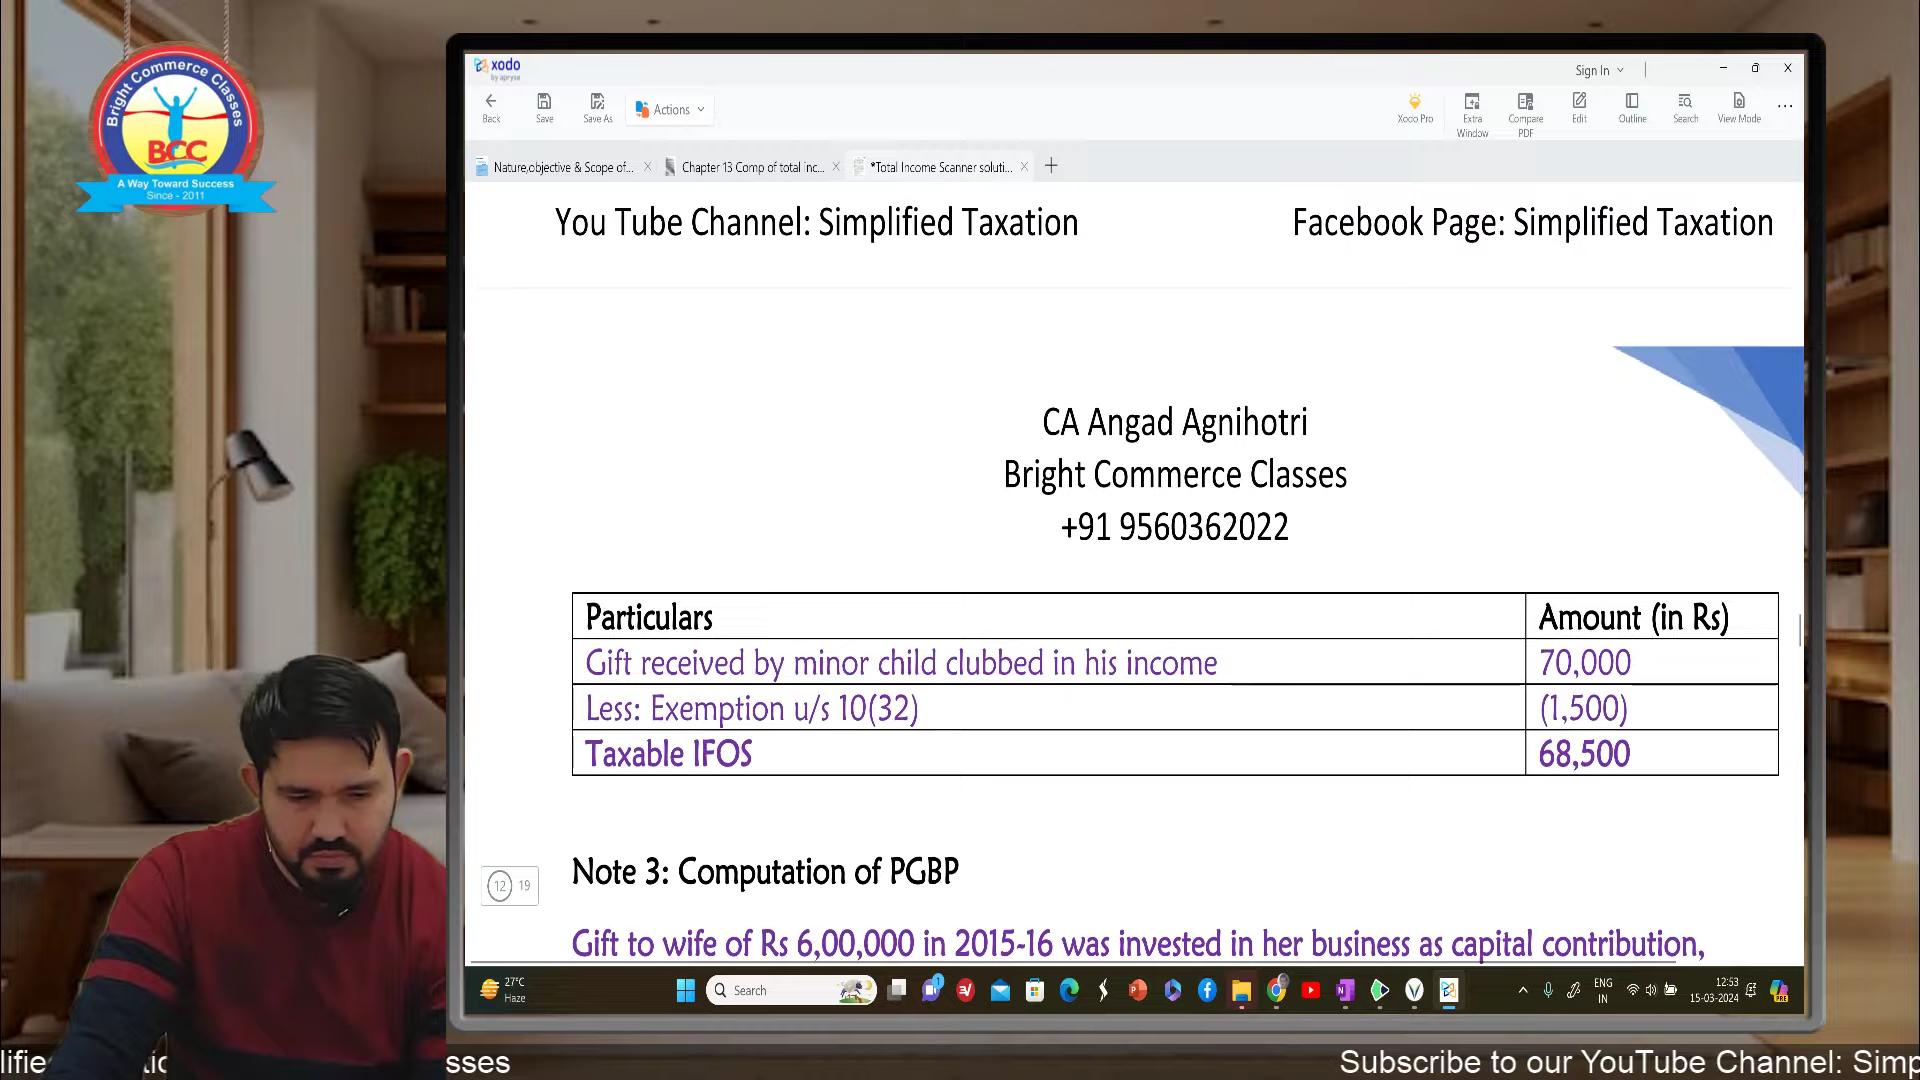 Bright Commerce Classes
BCC
A Way Toward Success
Since - 2011
xodo
by apryse
Sign In
Back
Save
Save As
Actions
Xodo Pro
Extra Window
Compare PDF
Edit
Outline
Search
View Mode
Nature,objective & Scope of...
Chapter 13 Comp of total inc...
*Total Income Scanner soluti...
You Tube Channel: Simplified Taxation
Facebook Page: Simplified Taxation
CA Angad Agnihotri
Bright Commerce Classes
+91 9560362022
Particulars Amount (in Rs)
Gift received by minor child clubbed in his income 70,000
Less: Exemption u/s 10(32) (1,500)
Taxable IFOS 68,500
Note 3: Computation of PGBP
12 19
Gift to wife of Rs 6,00,000 in 2015-16 was invested in her business as capital contribution,
27°C
Haze
Search
ENG
IN
12:53
15-03-2024
lifie
sses
Subscribe to our YouTube Channel: Simp